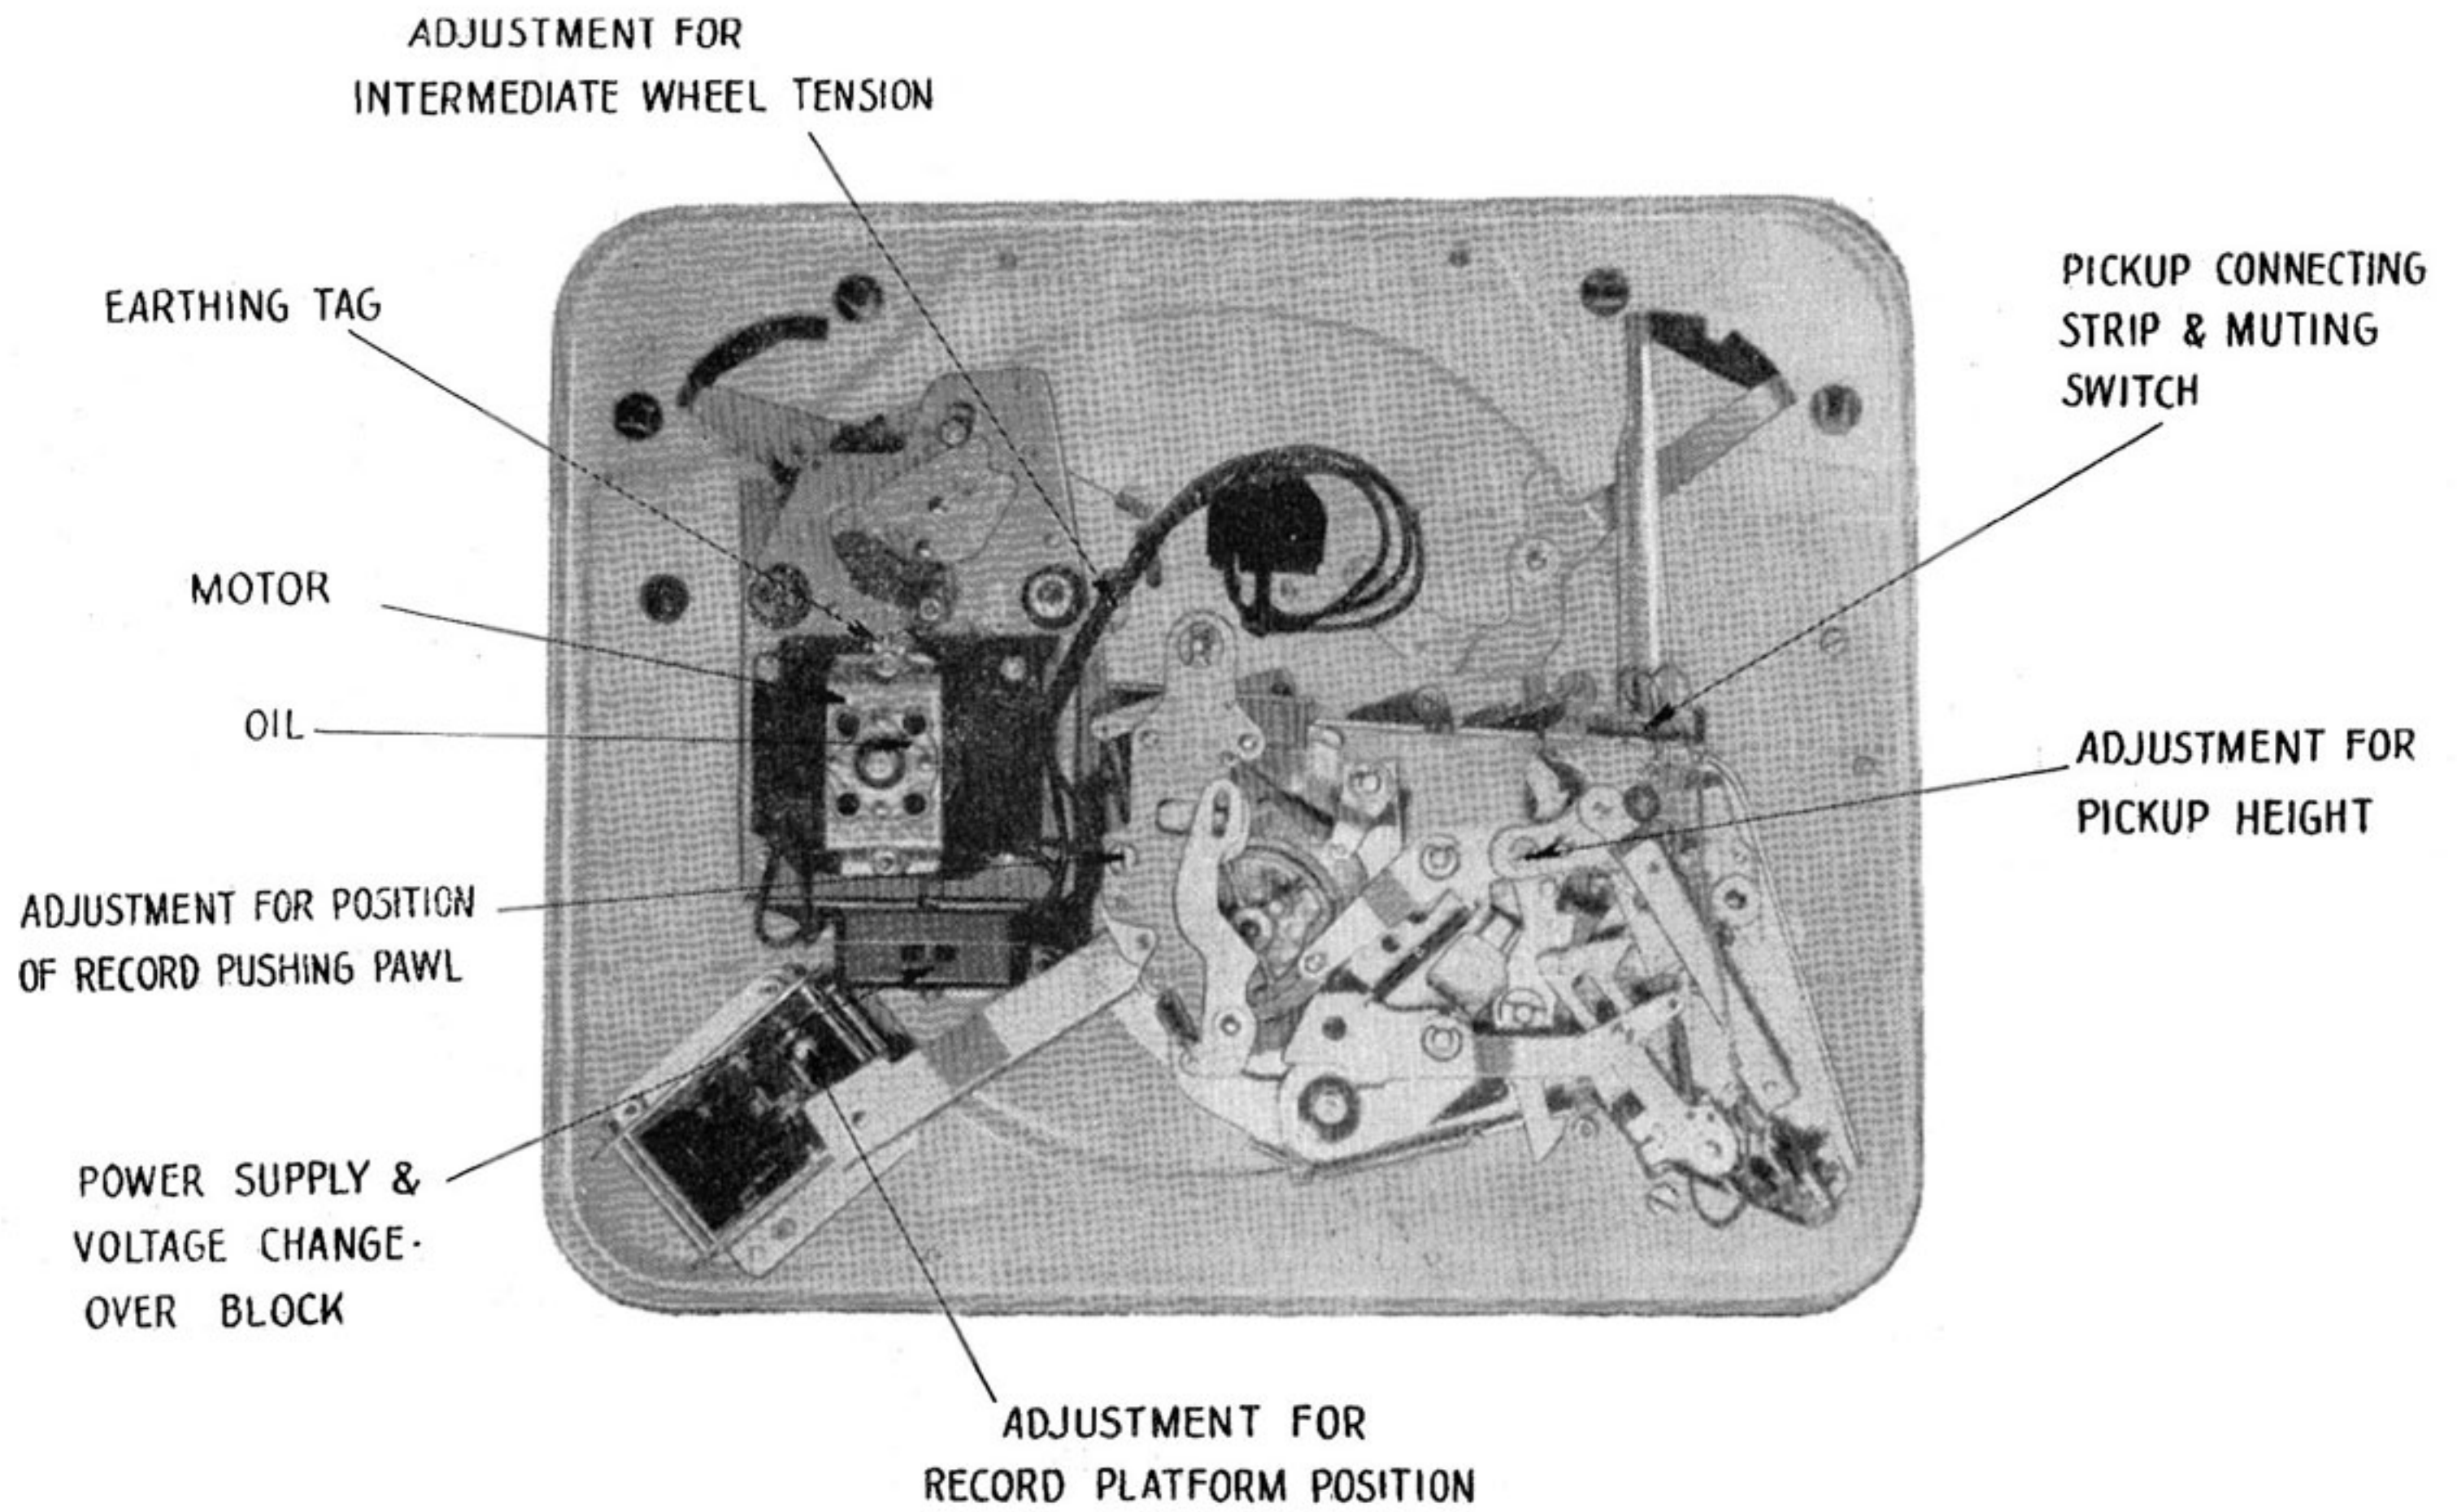 ADJUSTMENT FOR
INTERMEDIATE WHEEL TENSION
EARTHING TAG
PICKUP CONNECTING
STRIP & MUTING
SWITCH
MOTOR
OIL
ADJUSTMENT FOR
PICKUP HEIGHT
ADJUSTMENT FOR POSITION
OF RECORD PUSHING PAWL
POWER SUPPLY &
VOLTAGE CHANGE-
OVER BLOCK
ADJUSTMENT FOR
RECORD PLATFORM POSITION